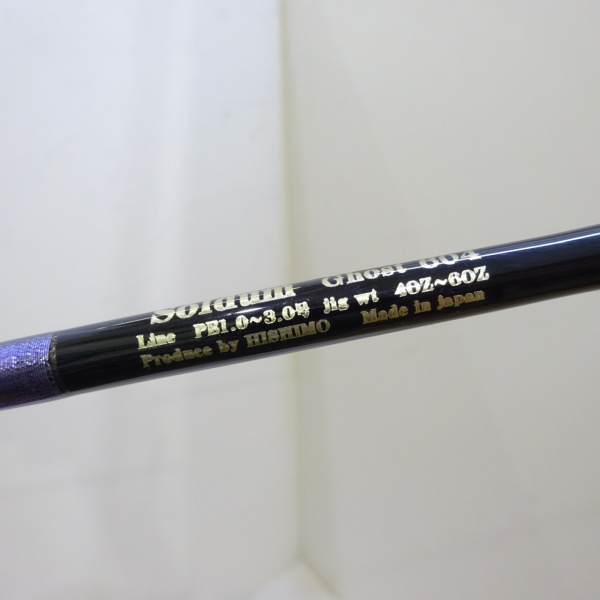 Soldum Ghost 604
Line PE1.0~3.0号 jig wt 4OZ~6OZ
Produce by HISHIMO Made in Japan